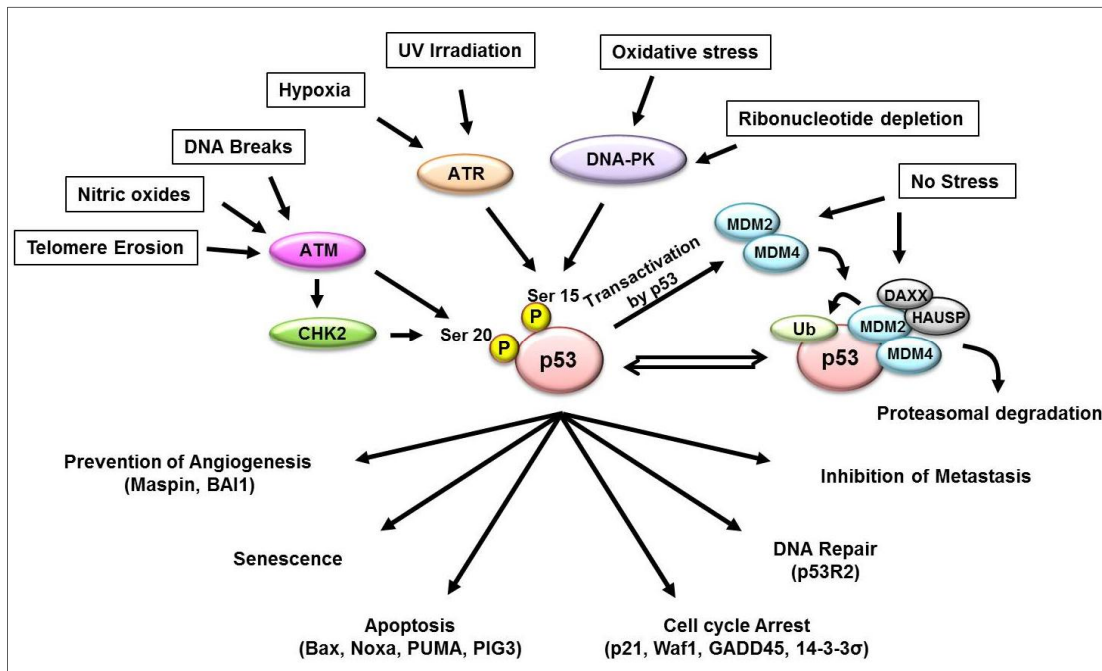 UV Irradiation
Oxidative stress
Hypoxia
Ribonucleotide depletion
DNA Breaks
DNA-PK
ATR
No Stress
Nitric oxides
MDM2
Telomere Erosion
ATM
MDM4
Transactivation
by p53
Ser 15
DAXX
HAUSP
P
Ub
MDM2
CHK2
Ser 20
P
p53
p53
MDM4
Proteasomal degradation
Prevention of Angiogenesis
(Maspin, BAI1)
Inhibition of Metastasis
Senescence
DNA Repair
(p53R2)
Apoptosis
(Bax, Noxa, PUMA, PIG3)
Cell cycle Arrest
(p21, Waf1, GADD45, 14-3-3σ)